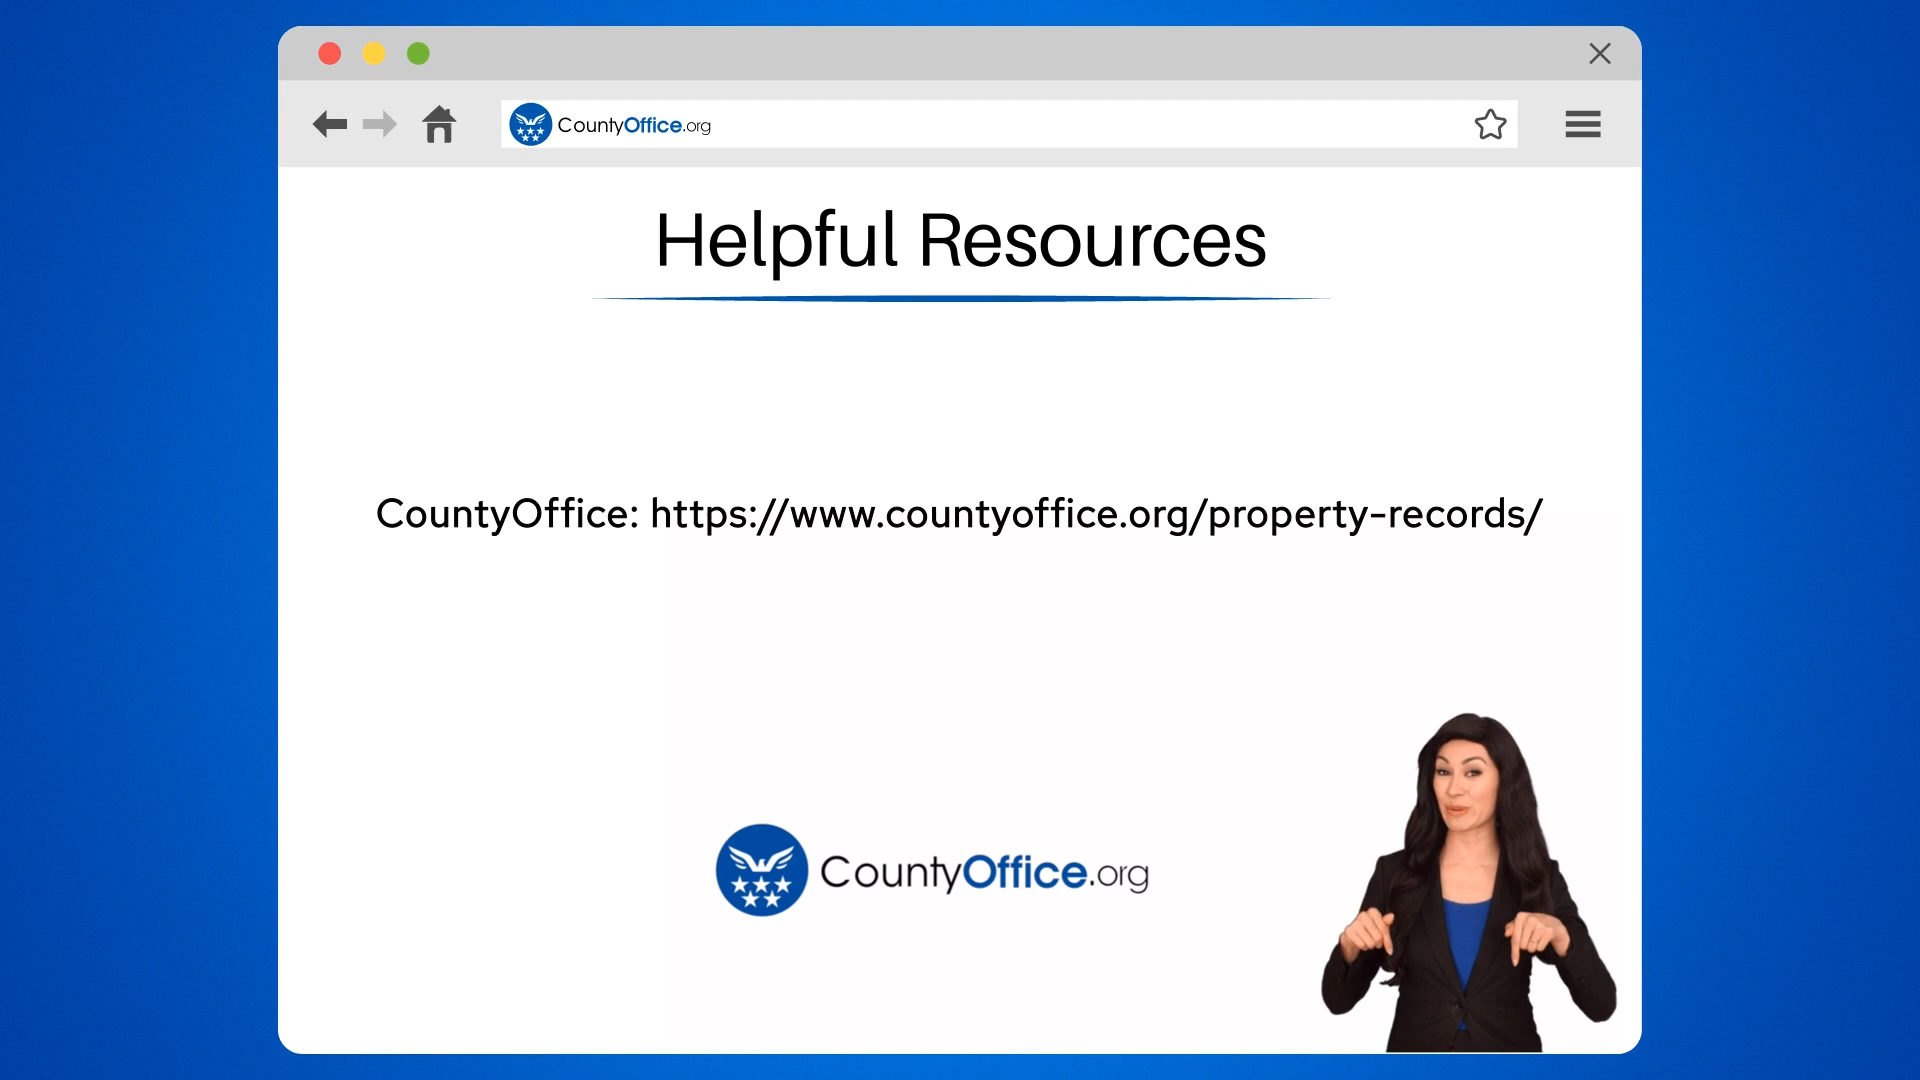 CountyOffice.org
Helpful Resources
CountyOffice: https://www.countyoffice.org/property-records/
CountyOffice.org